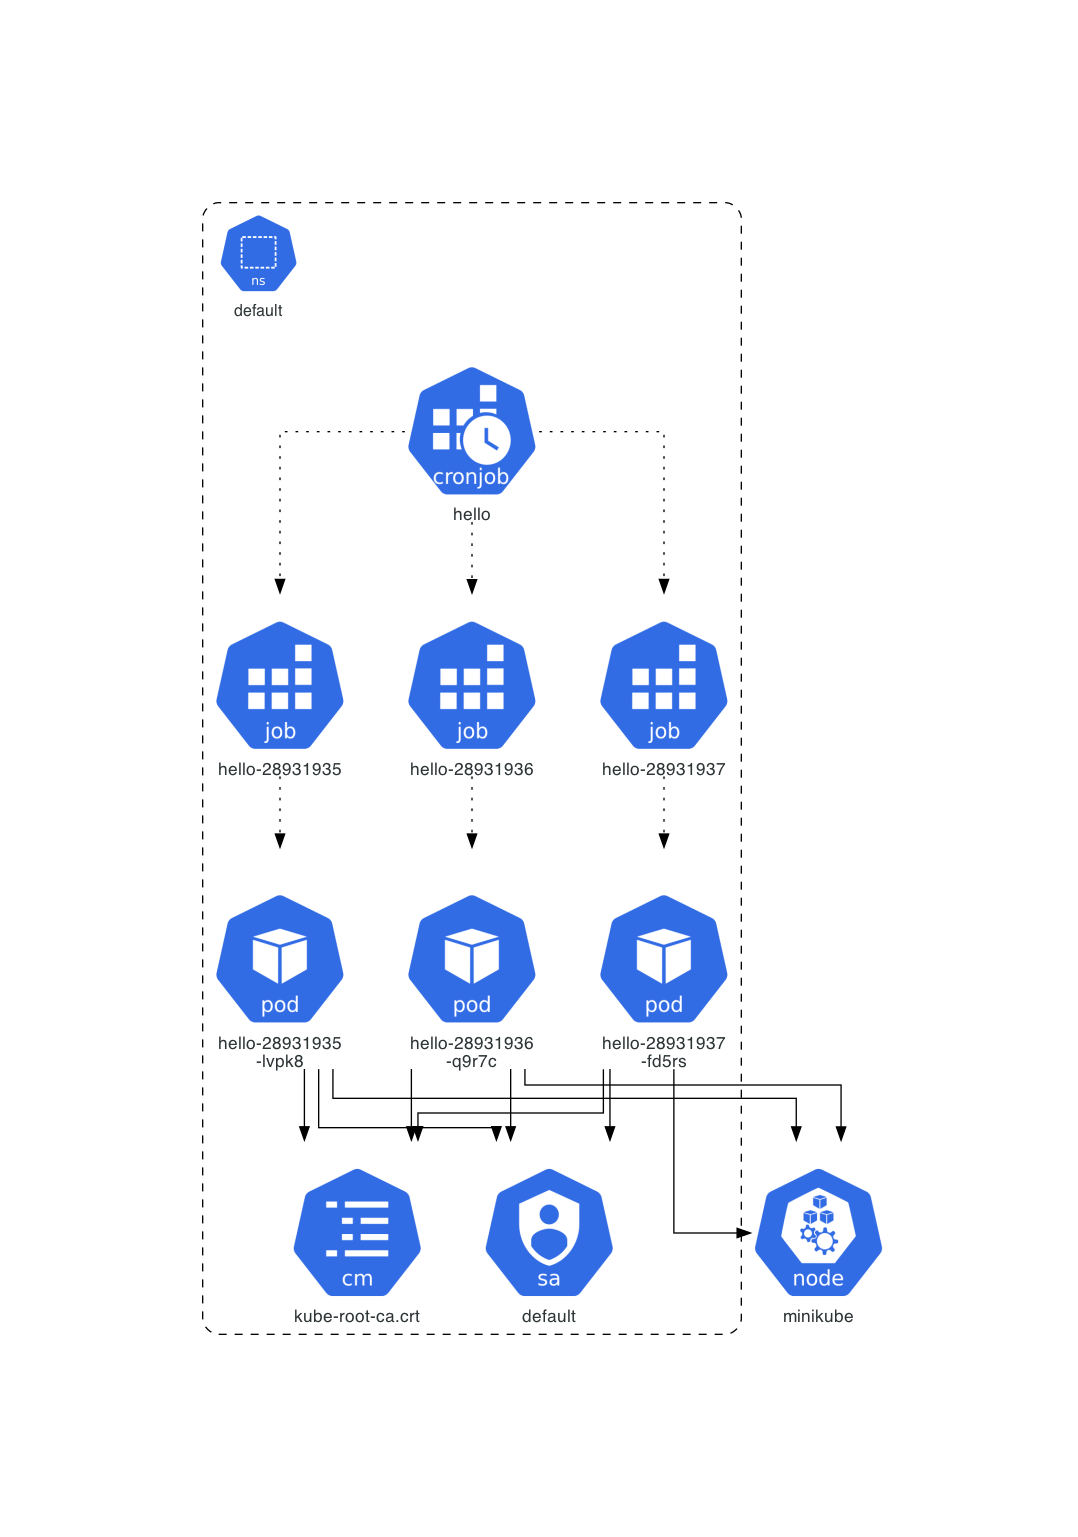 ns
default
cronjob
hello
job
job
job
hello-28931935
hello-28931936
hello-28931937
pod
pod
pod
hello-28931935
-lvpk8
hello-28931936
-q9r7c
hello-28931937
-fd5rs
cm
sa
node
kube-root-ca.crt
default
minikube